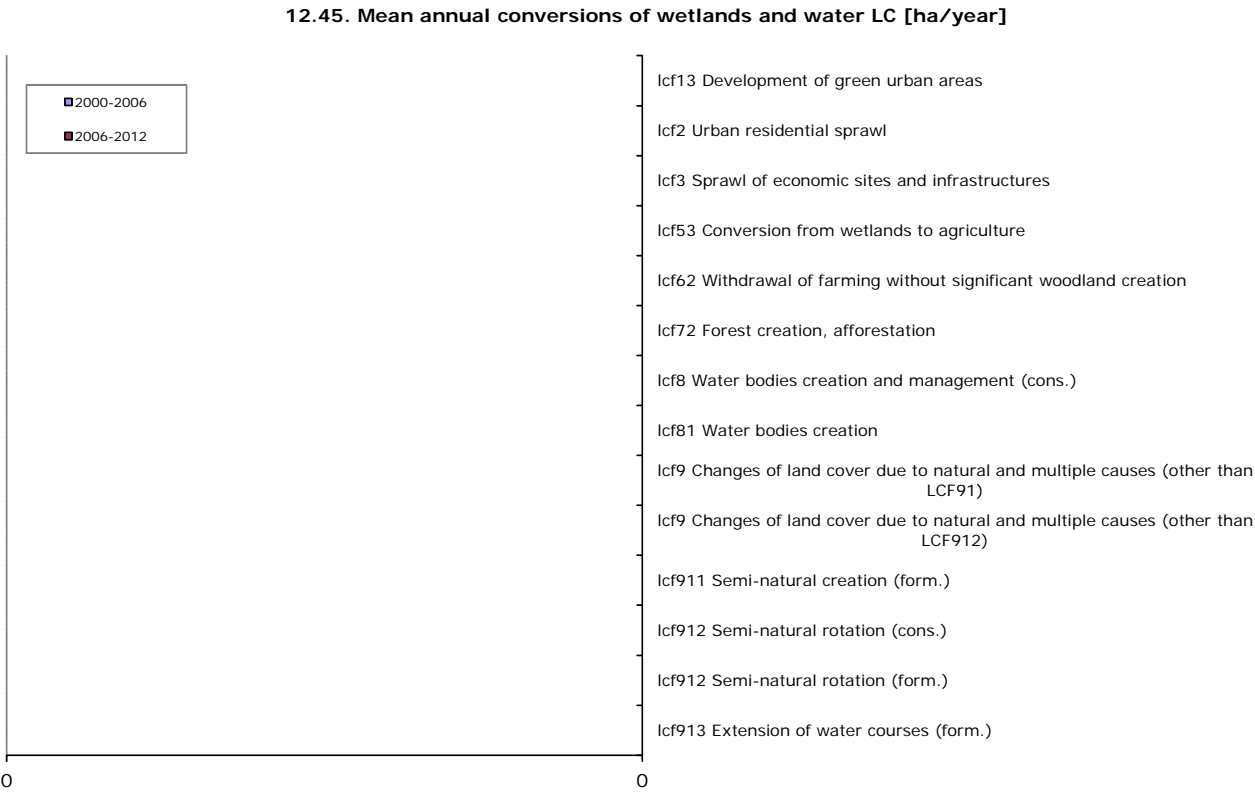 12.45. Mean annual conversions of wetlands and water LC [ha/year]
2000-2006
2006-2012
lcf13 Development of green urban areas
lcf2 Urban residential sprawl
lcf3 Sprawl of economic sites and infrastructures
lcf53 Conversion from wetlands to agriculture
lcf62 Withdrawal of farming without significant woodland creation
lcf72 Forest creation, afforestation
lcf8 Water bodies creation and management (cons.)
lcf81 Water bodies creation
lcf9 Changes of land cover due to natural and multiple causes (other than
LCF91)
lcf9 Changes of land cover due to natural and multiple causes (other than
LCF912)
lcf911 Semi-natural creation (form.)
lcf912 Semi-natural rotation (cons.)
lcf912 Semi-natural rotation (form.)
lcf913 Extension of water courses (form.)
0 0